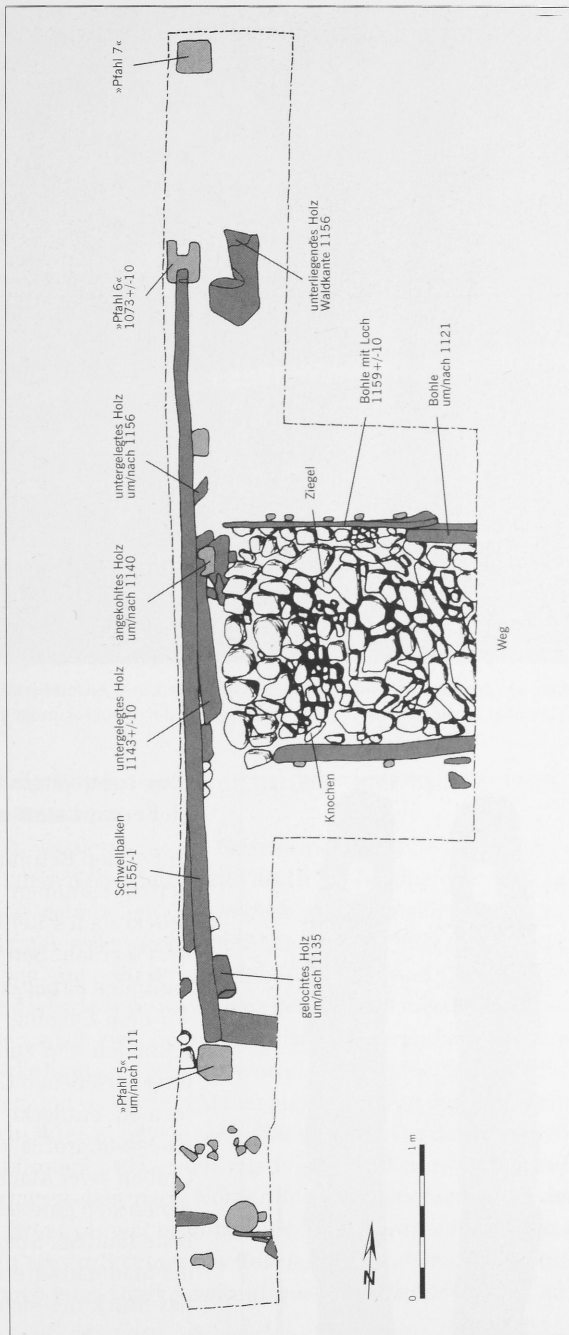 »Pfahl 5«
um/nach 1111
Schwellbalken
1155/-1
untergelegtes Holz
1143+/-10
angekohltes Holz
um/nach 1140
untergelegtes Holz
um/nach 1156
»Pfahl 6«
1073+/-10
»Pfahl 7«
gelochtes Holz
um/nach 1135
Knochen
Ziegel
unterliegendes Holz
Waldkante 1156
Bohle mit Loch
1159+/-10
Bohle
um/nach 1121
Weg
N
0
1 m